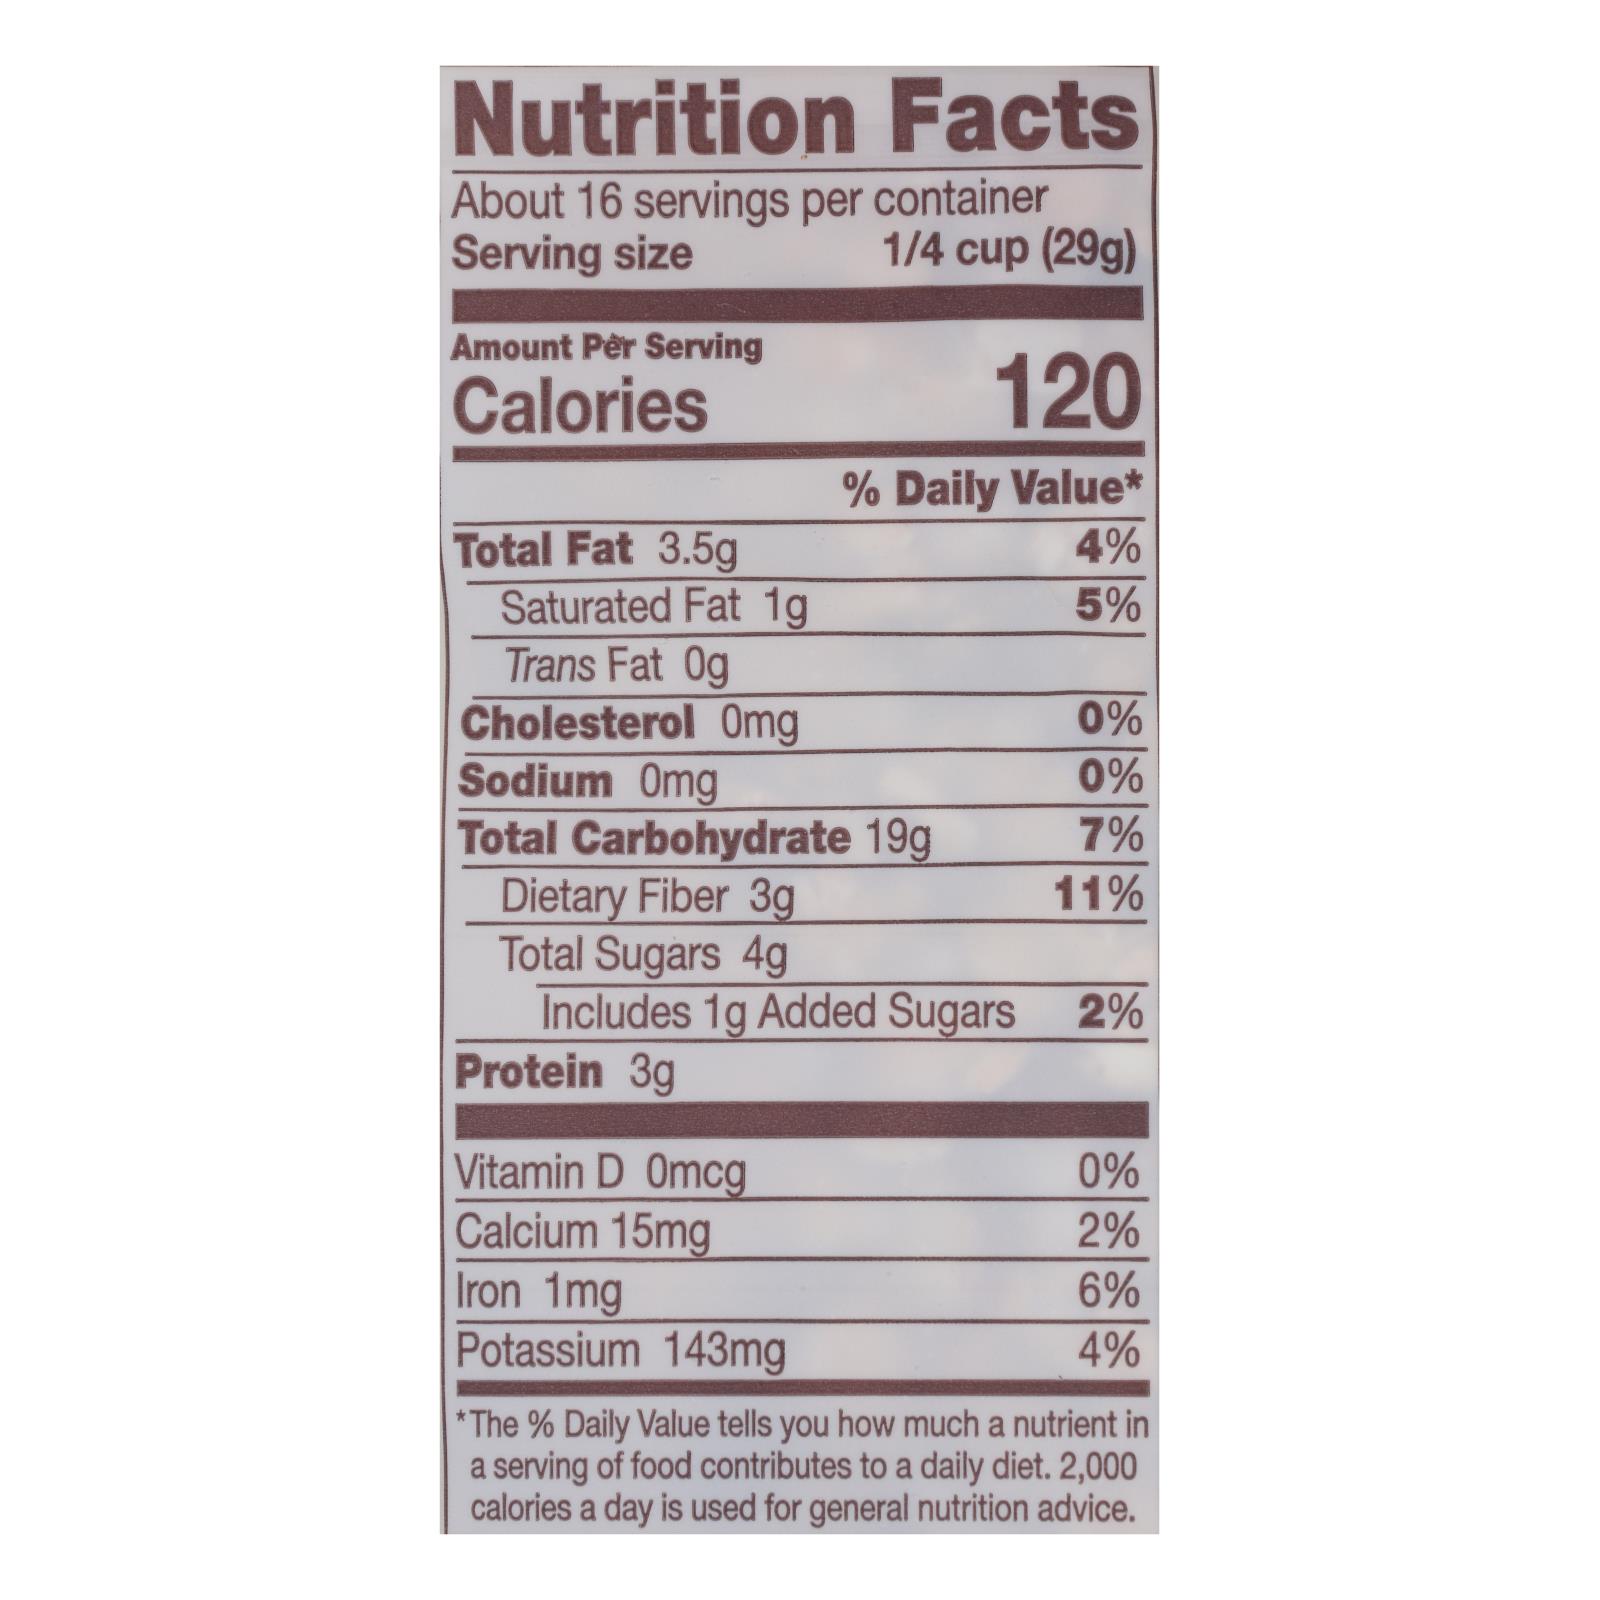 Nutrition Facts
About 16 servings per container
Serving size 1/4 cup (29g)
Amount Per Serving
Calories 120
% Daily Value*
Total Fat 3.5g 4%
Saturated Fat 1g 5%
Trans Fat 0g
Cholesterol 0mg 0%
Sodium 0mg 0%
Total Carbohydrate 19g 7%
Dietary Fiber 3g 11%
Total Sugars 4g
Includes 1g Added Sugars 2%
Protein 3g
Vitamin D 0mcg 0%
Calcium 15mg 2%
Iron 1mg 6%
Potassium 143mg 4%
*The % Daily Value tells you how much a nutrient in
a serving of food contributes to a daily diet. 2,000
calories a day is used for general nutrition advice.